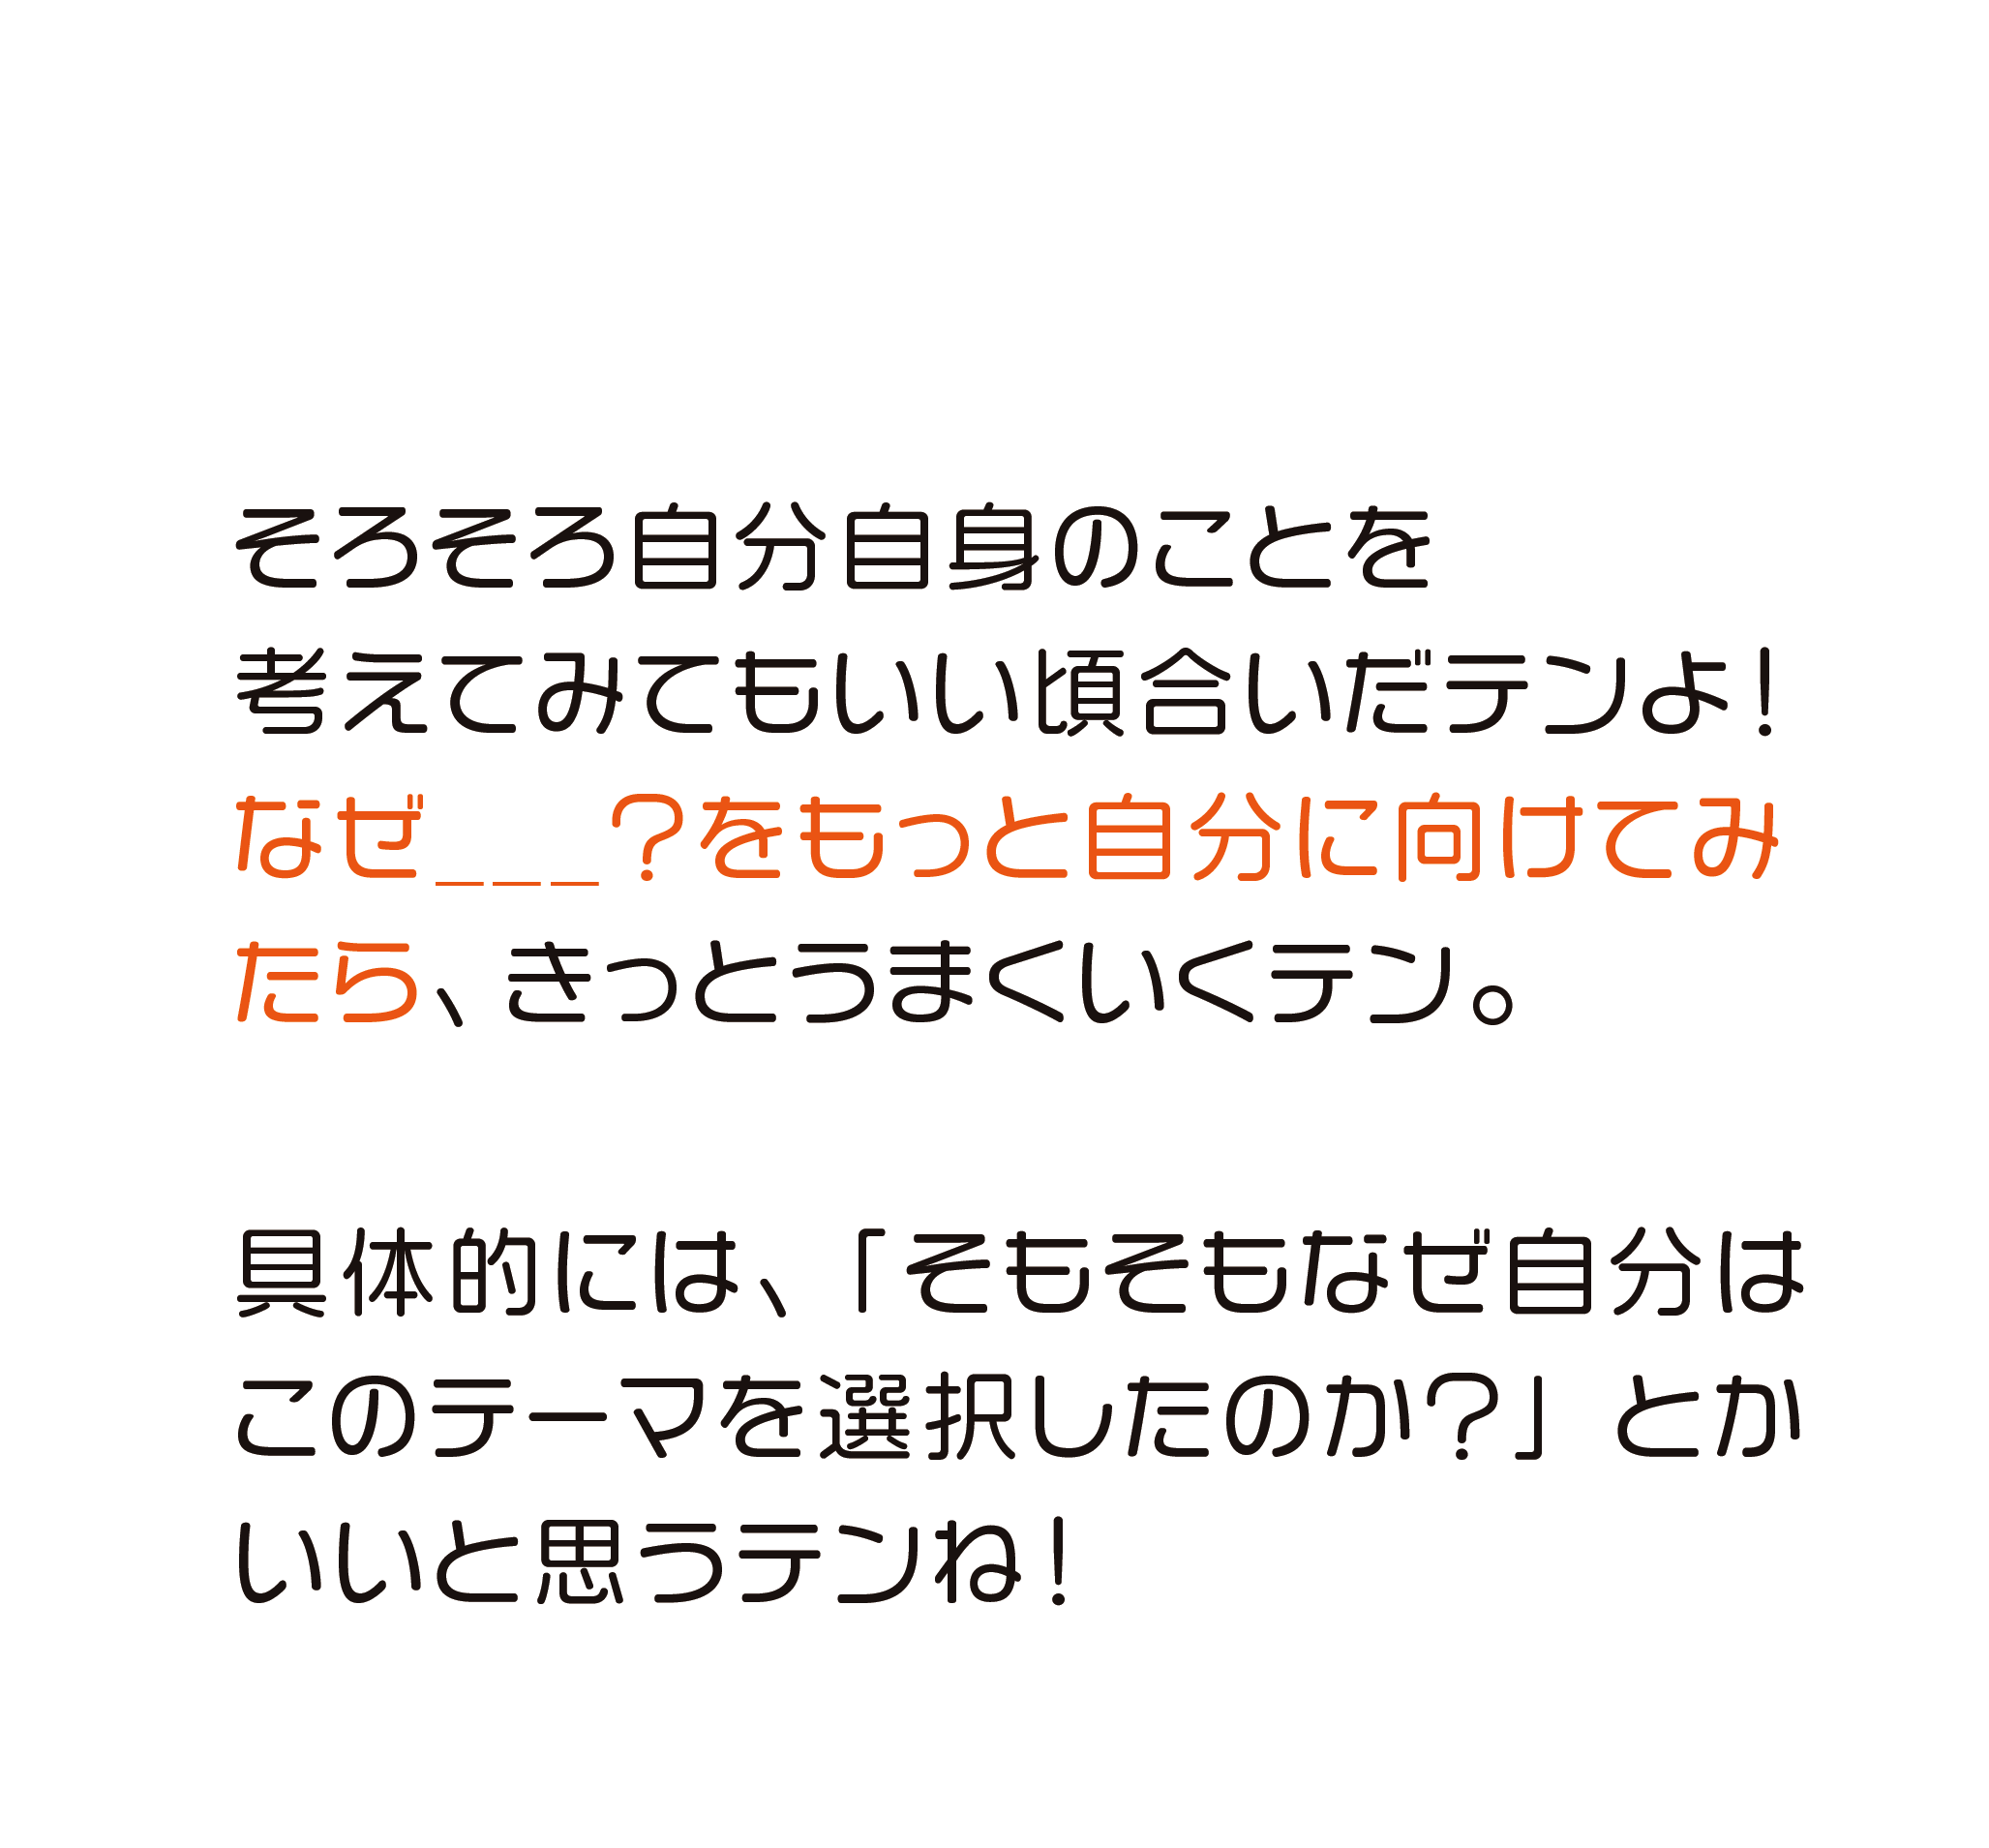 そろそろ自分自身のことを
考えてみてもいい頃合いだテンよ！
なぜ___？をもっと自分に向けてみ
たら、きっとうまくいくテン。
具体的には、「そもそもなぜ自分は
このテーマを選択したのか？」とか
いいと思うテンね！